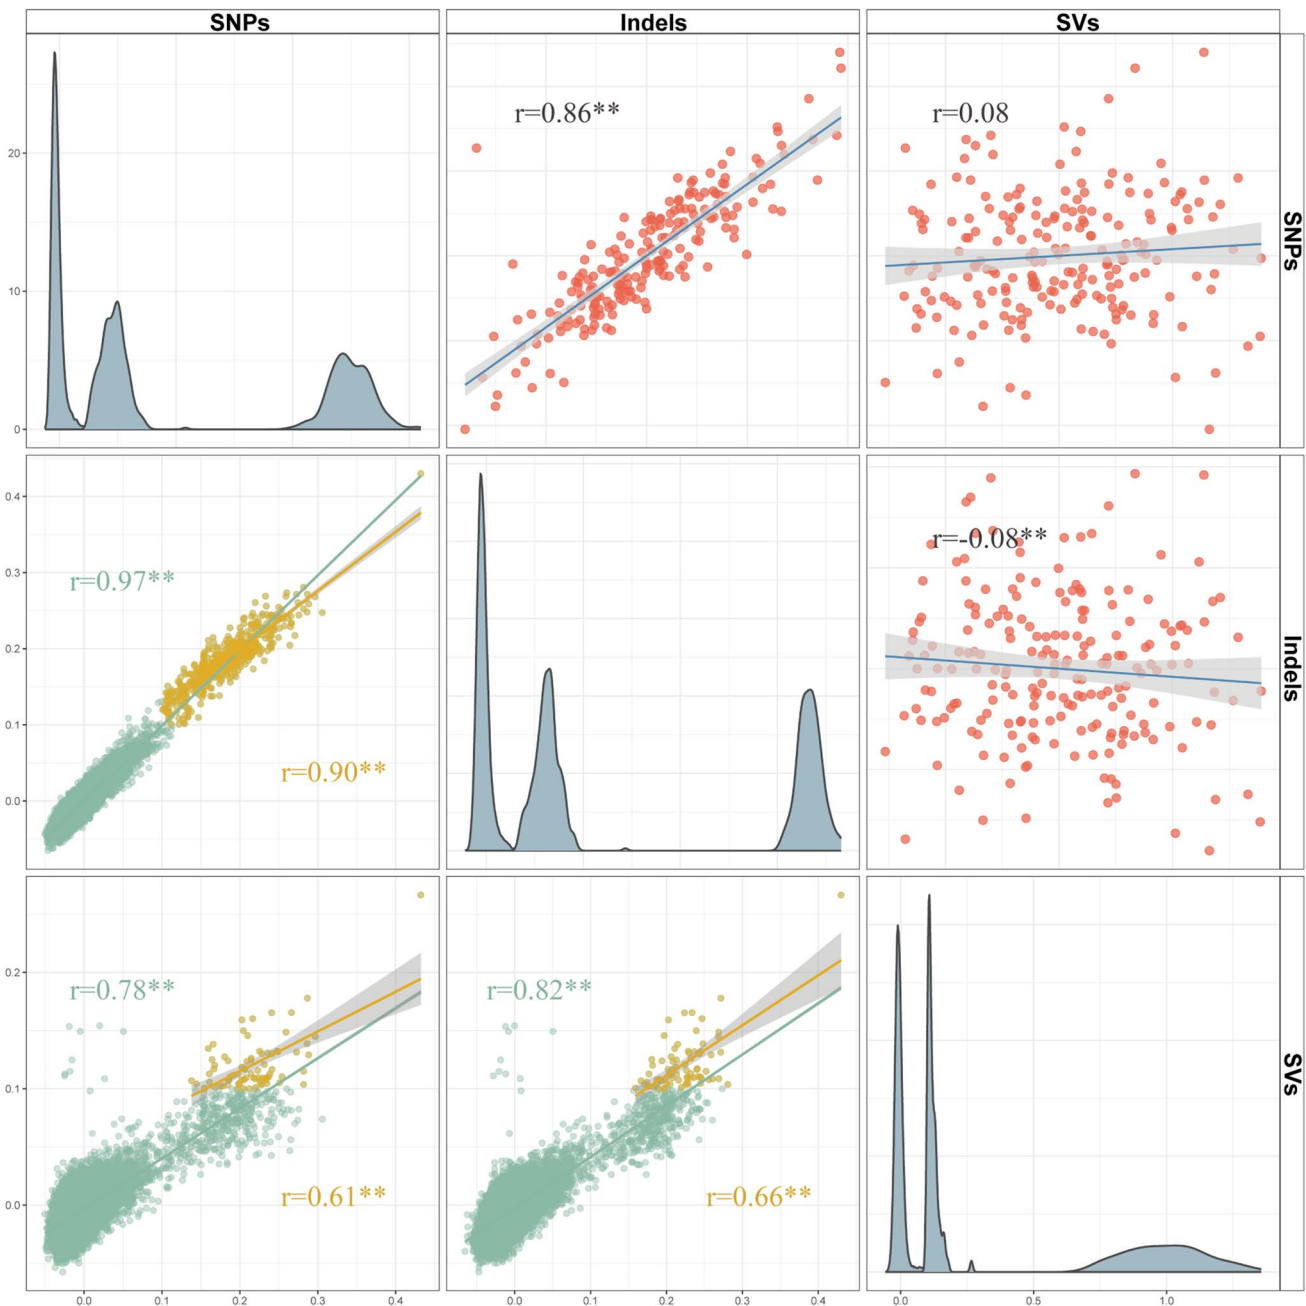 SNPs Indels SVs
r=0.86** r=0.08
20
10
0
SNPs
0.4
0.3
0.2
0.1
0.0
r=0.97**
r=0.90**
r=-0.08**
Indels
0.2
0.1
0.0
r=0.78** r=0.82**
r=0.61** r=0.66**
SVs
0.0 0.1 0.2 0.3 0.4 0.0 0.1 0.2 0.3 0.4 0.0 0.5 1.0